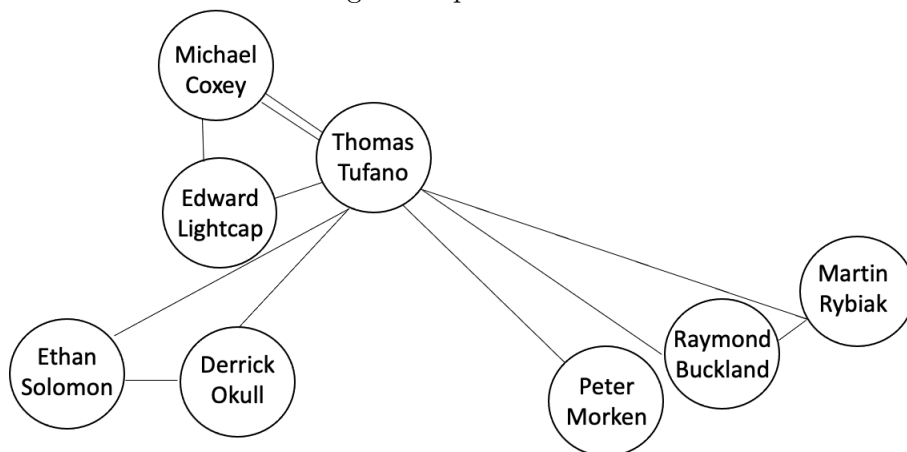 Michael
Coxey
Thomas
Tufano
Edward
Lightcap
Martin
Rybiak
Ethan
Solomon
Derrick
Okull
Raymond
Buckland
Peter
Morken